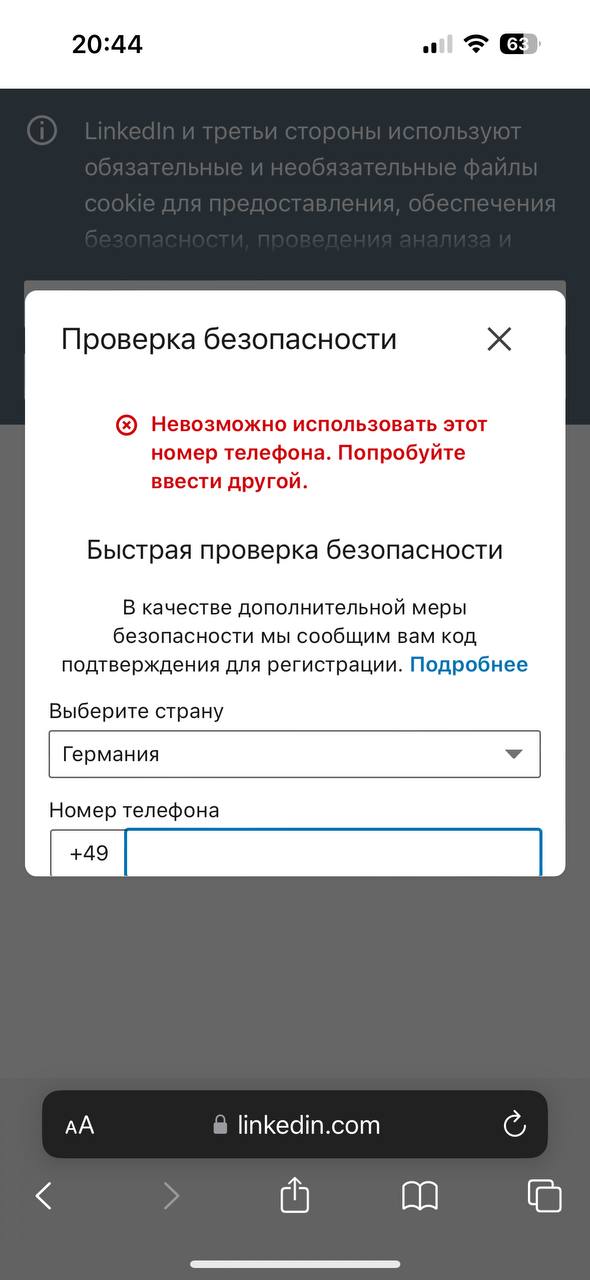 20:44
63
LinkedIn и третьи стороны используют
обязательные и необязательные файлы
cookie для предоставления, обеспечения
безопасности, проведения анализа и
Проверка безопасности
Невозможно использовать этот
номер телефона. Попробуйте
ввести другой.
Быстрая проверка безопасности
В качестве дополнительной меры
безопасности мы сообщим вам код
подтверждения для регистрации. Подробнее
Выберите страну
Германия
Номер телефона
+49
AA
linkedin.com